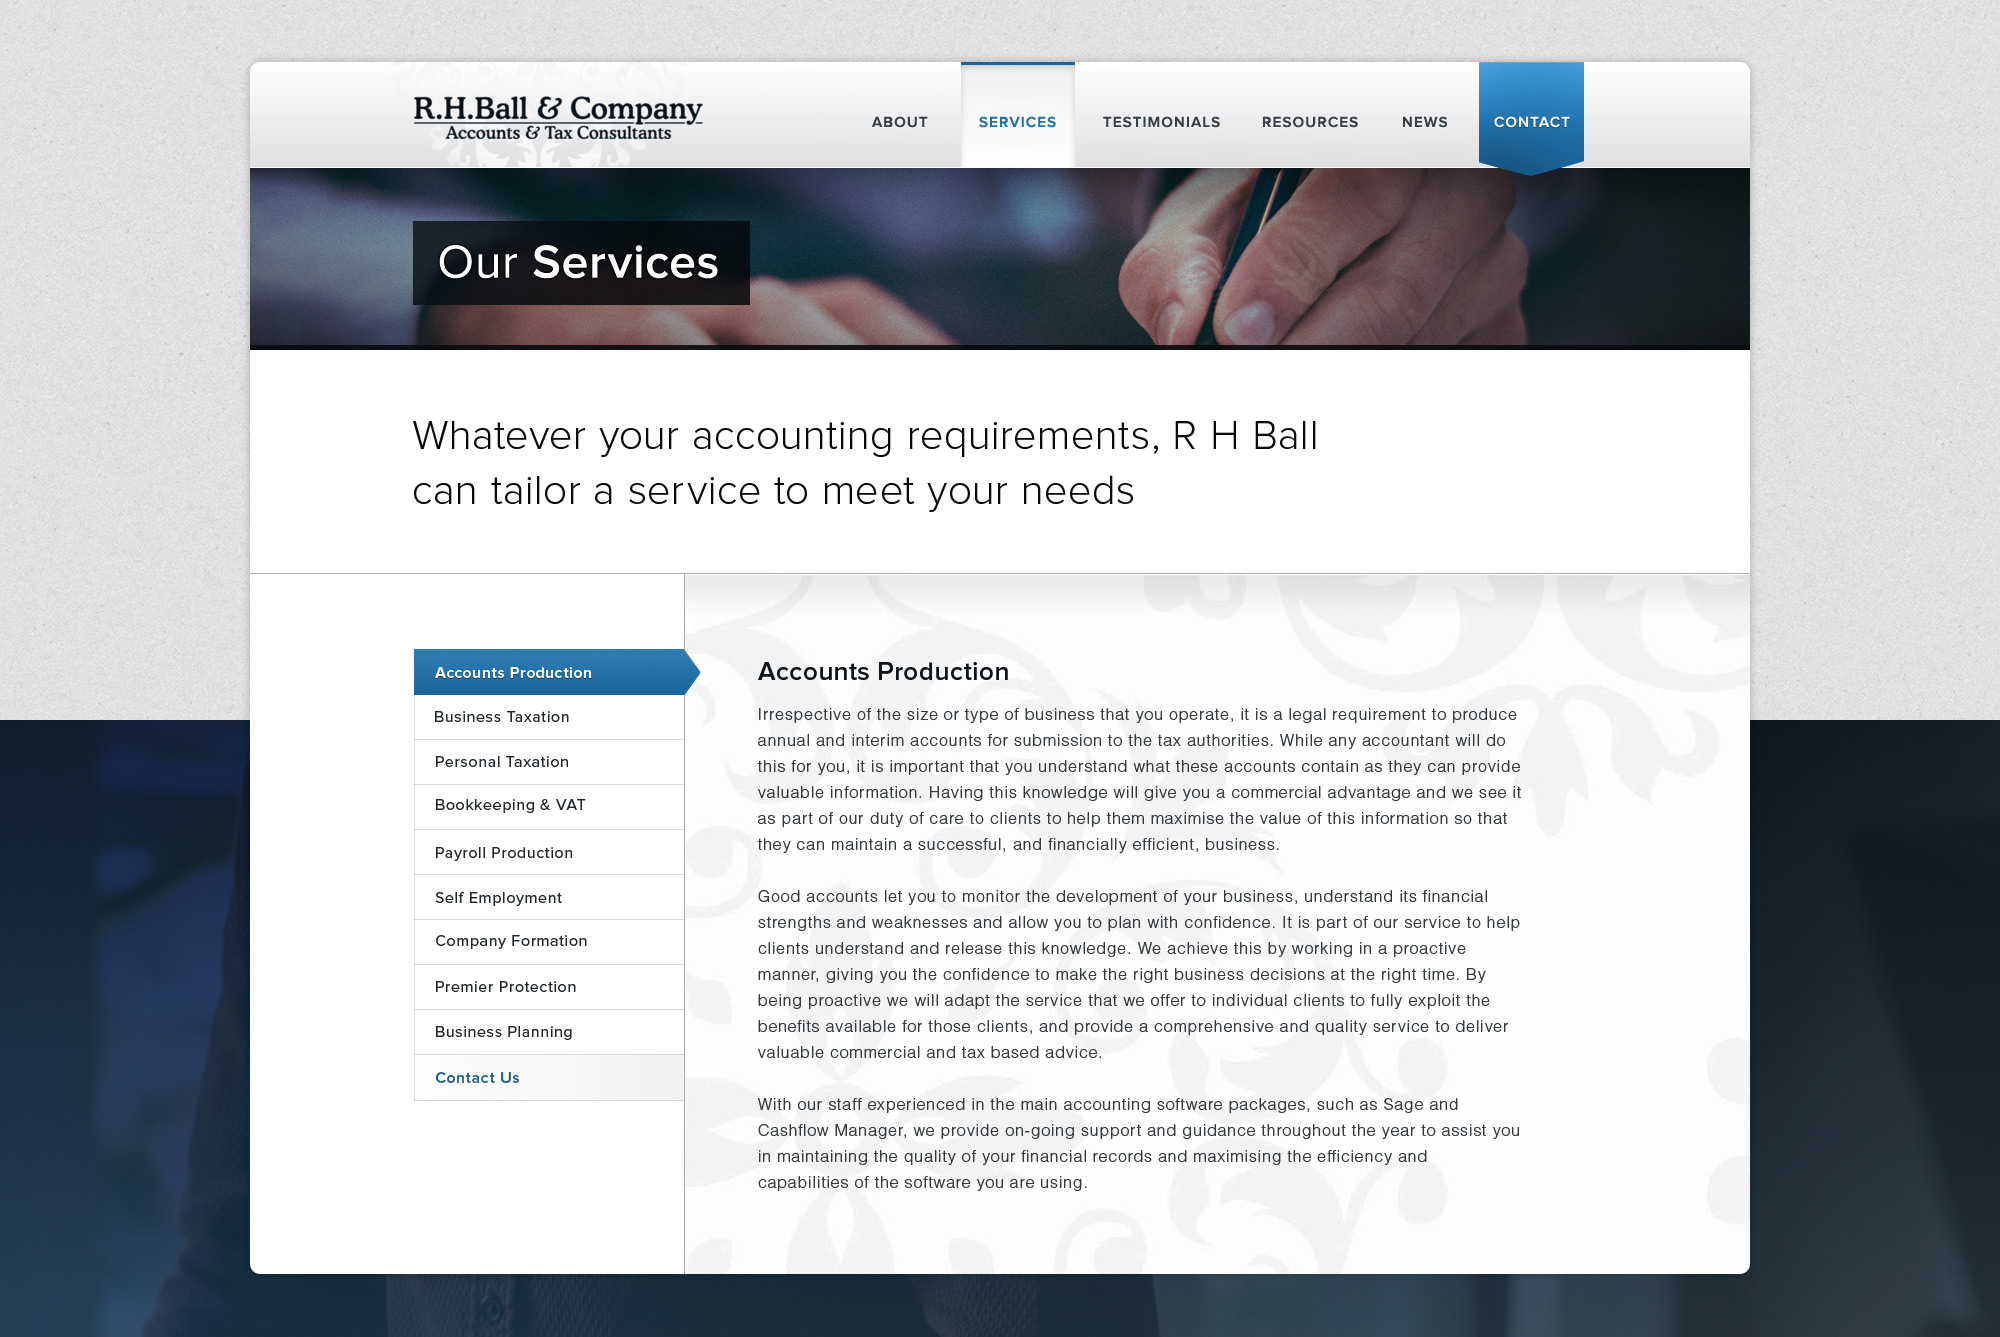 R.H.Ball & Company
Accounts & Tax Consultants
ABOUT
SERVICES
TESTIMONIALS
RESOURCES
NEWS
CONTACT
Our Services
Whatever your accounting requirements, R H Ball
can tailor a service to meet your needs
Accounts Production
Business Taxation
Personal Taxation
Bookkeeping & VAT
Payroll Production
Self Employment
Company Formation
Premier Protection
Business Planning
Contact Us
Accounts Production
Irrespective of the size or type of business that you operate, it is a legal requirement to produce
annual and interim accounts for submission to the tax authorities. While any accountant will do
this for you, it is important that you understand what these accounts contain as they can provide
valuable information. Having this knowledge will give you a commercial advantage and we see it
as part of our duty of care to clients to help them maximise the value of this information so that
they can maintain a successful, and financially efficient, business.
Good accounts let you to monitor the development of your business, understand its financial
strengths and weaknesses and allow you to plan with confidence. It is part of our service to help
clients understand and release this knowledge. We achieve this by working in a proactive
manner, giving you the confidence to make the right business decisions at the right time. By
being proactive we will adapt the service that we offer to individual clients to fully exploit the
benefits available for those clients, and provide a comprehensive and quality service to deliver
valuable commercial and tax based advice.
With our staff experienced in the main accounting software packages, such as Sage and
Cashflow Manager, we provide on-going support and guidance throughout the year to assist you
in maintaining the quality of your financial records and maximising the efficiency and
capabilities of the software you are using.